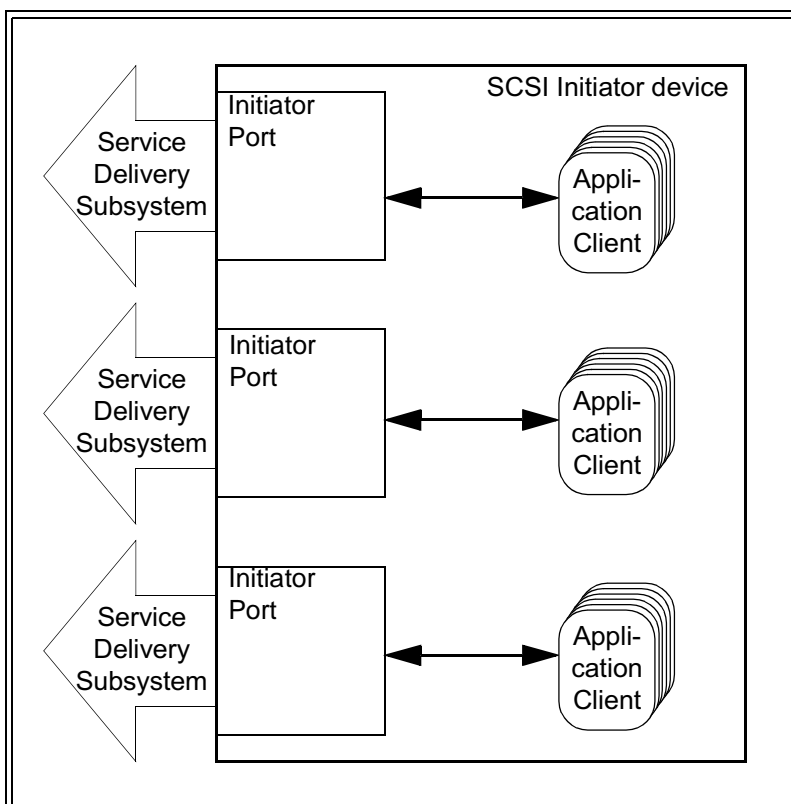 SCSI Initiator device
Service
Delivery
Subsystem
Initiator
Port
Appli-
cation
Client
Service
Delivery
Subsystem
Initiator
Port
Appli-
cation
Client
Service
Delivery
Subsystem
Initiator
Port
Appli-
cation
Client